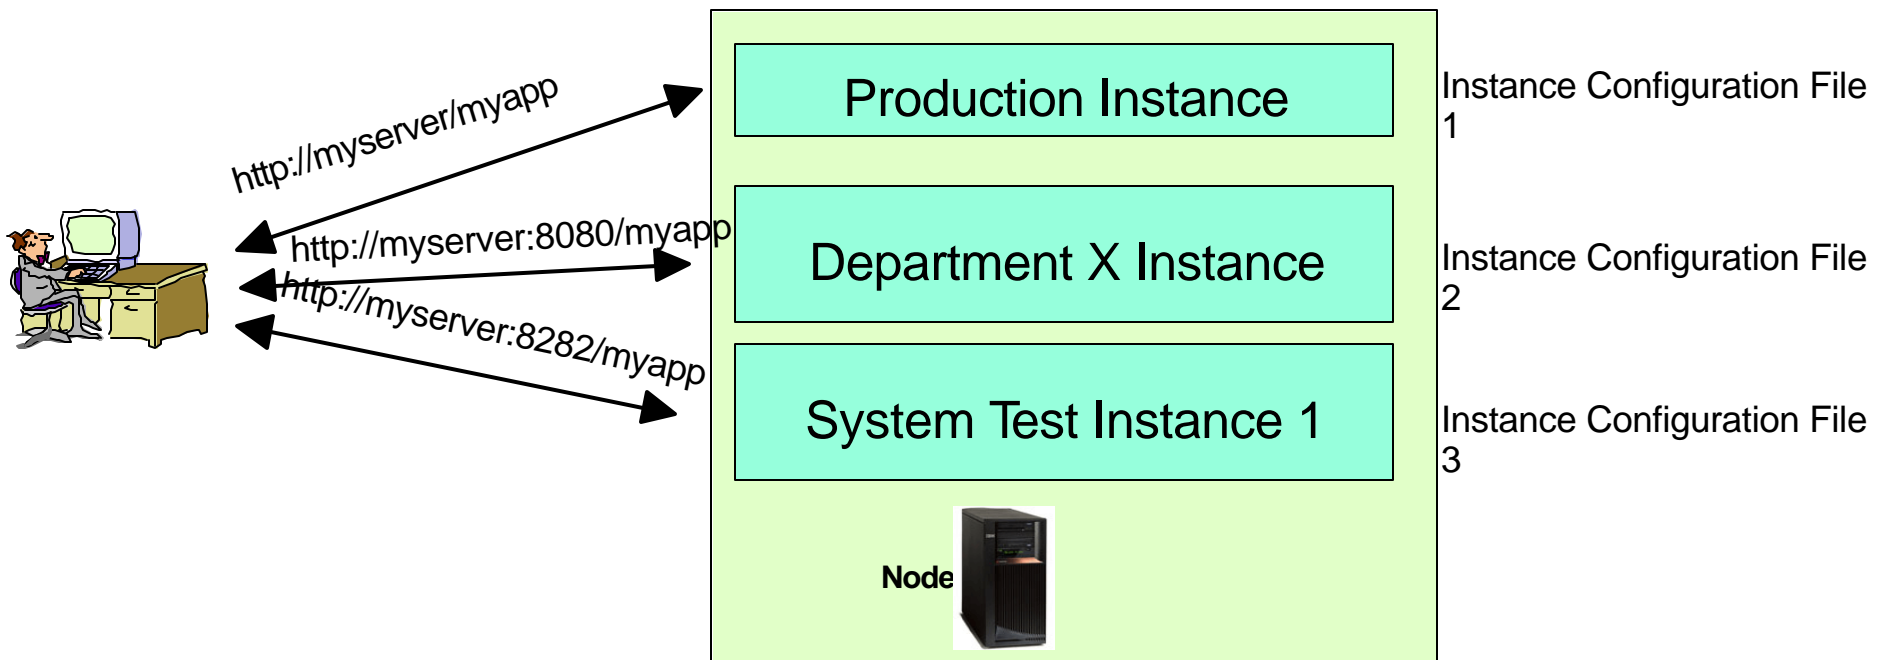 http://myserver/myapp
http://myserver:8080/myapp
http://myserver:8282/myapp
Production Instance
Department X Instance
System Test Instance 1
Node
Instance Configuration File
1
Instance Configuration File
2
Instance Configuration File
3